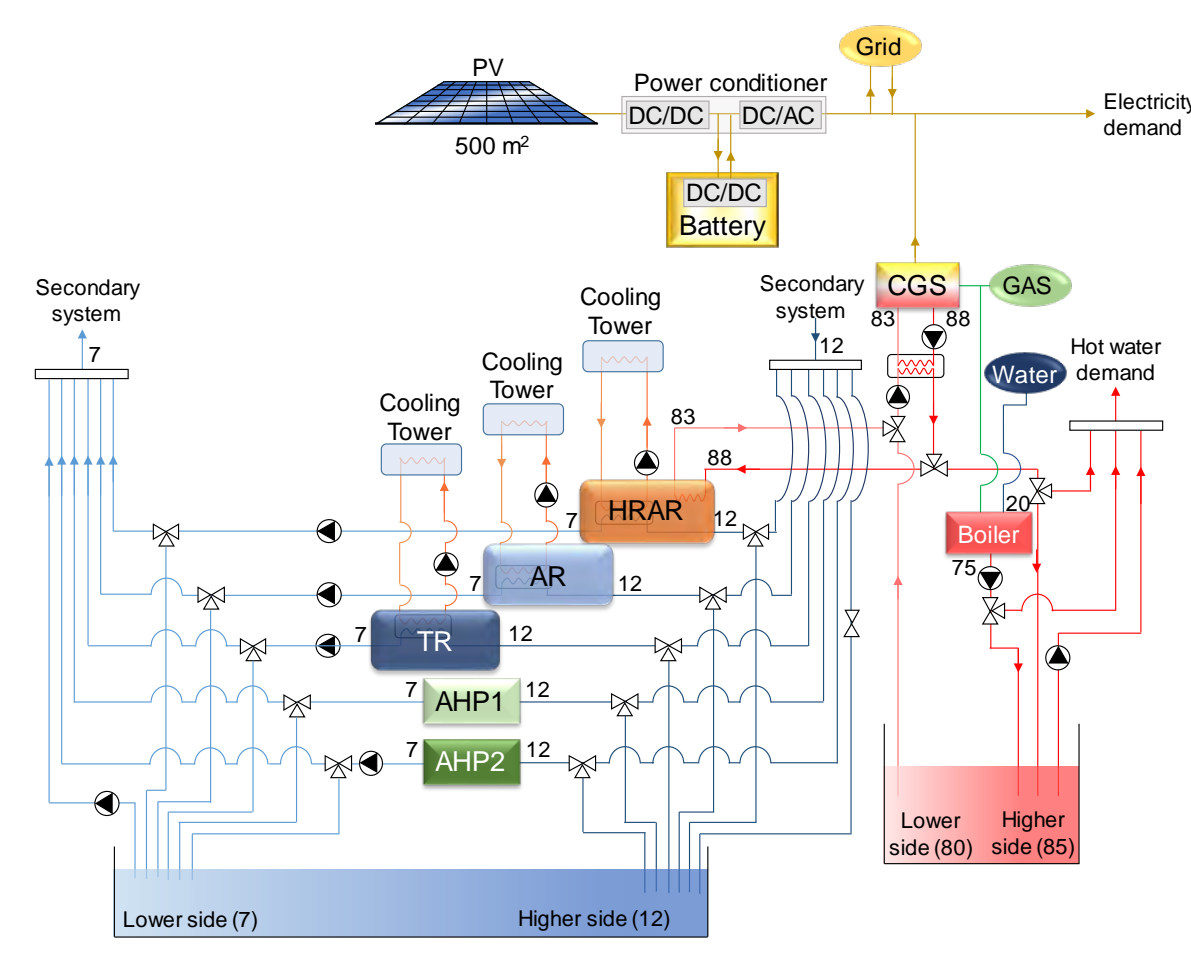 Grid
PV
Power conditioner
DC/DC
DC/AC
Electricity
demand
500 m²
DC/DC
Battery
Secondary
system
7
Cooling
Tower
Cooling
Tower
Cooling
Tower
Secondary
system
12
CGS
GAS
83
88
Hot water
demand
Water
83
88
HRAR
7
12
20
Boiler
75
AR
7
12
TR
7
12
7
AHP1
12
7
AHP2
12
Lower
side (80)
Higher
side (85)
Lower side (7)
Higher side (12)